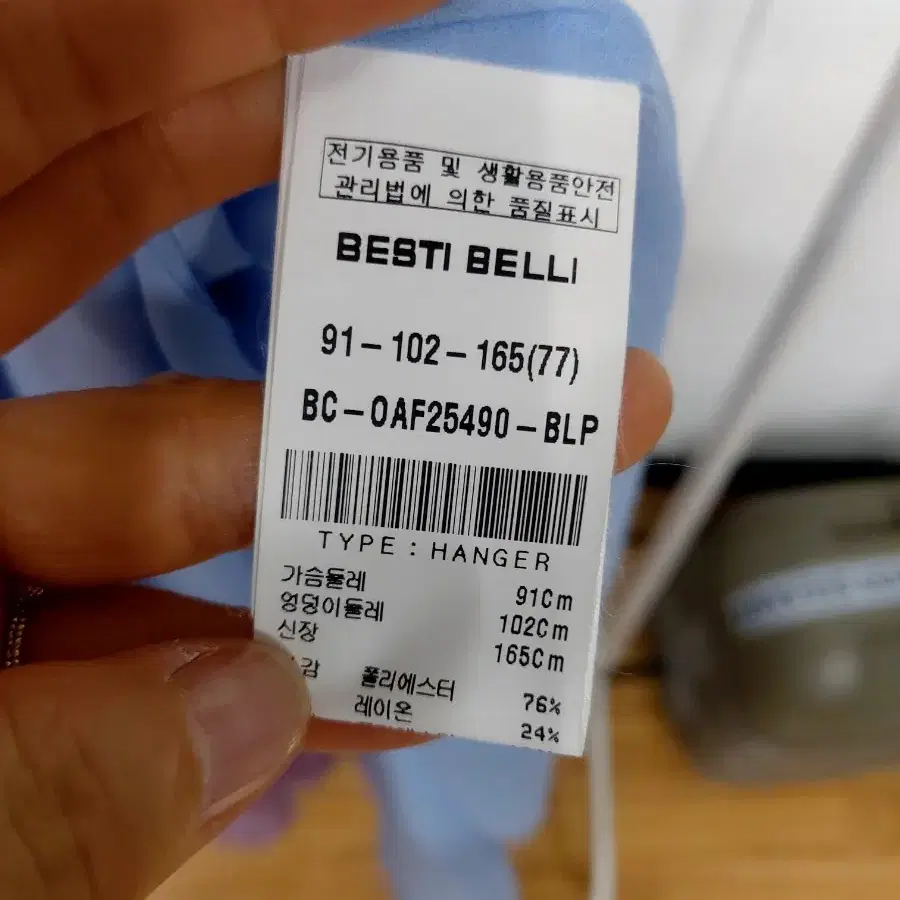 전기용품 및 생활용품안전
관리법에 의한 품질표시
BESTI BELLI
91-102-165(77)
BC-0AF25490-BLP
TYPE : HANGER
가슴둘레 91Cm
엉덩이둘레 102Cm
신장 165Cm
감 폴리에스터 76%
레이온 24%